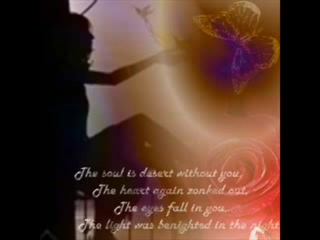 The soul is desert without you,
The heart again zonked out,
The eyes fall in you,..
The light was benighted in the night